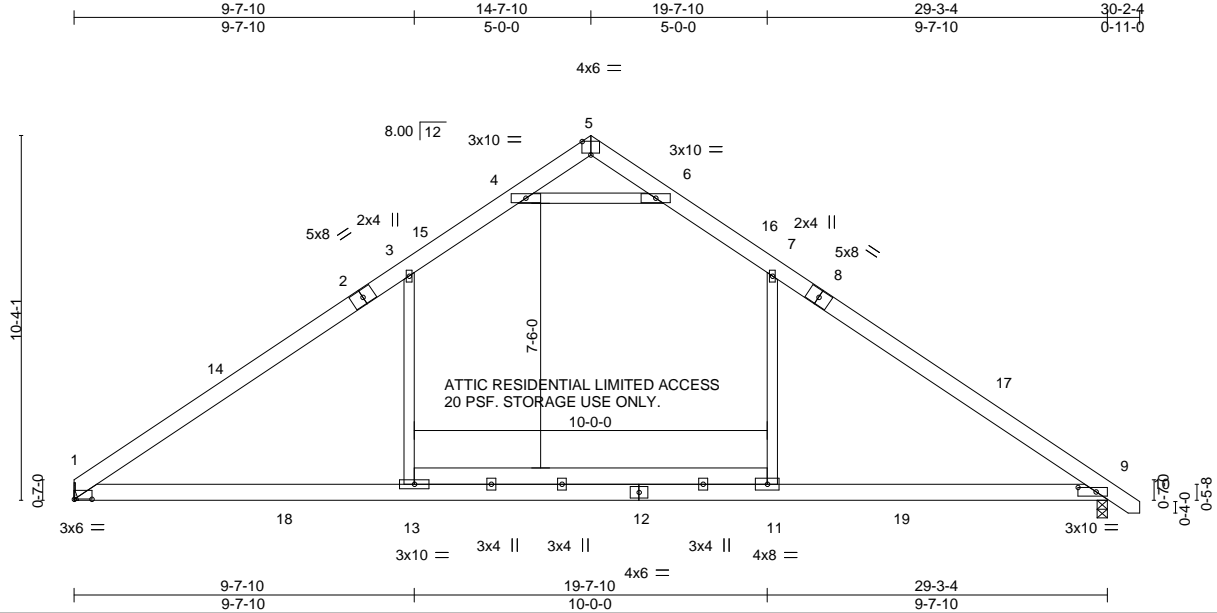 9-7-10 14-7-10 19-7-10 29-3-4 30-2-4
9-7-10 5-0-0 5-0-0 9-7-10 0-11-0
4x6 =
5
8.00 12
3x10 =
3x10 =
4
6
2x4 ||
5x8
15
3
2
16
2x4 ||
7
5x8
8
10-4-1
7-6-0
14
17
ATTIC RESIDENTIAL LIMITED ACCESS
20 PSF. STORAGE USE ONLY.
10-0-0
1
9
0-7-0
0-7-0
0-4-0
0-5-8
3x6 =
18
13
12
11
19
3x10 =
3x10 =
3x4 ||
3x4 ||
3x4 ||
4x8 =
4x6 =
9-7-10 19-7-10 29-3-4
9-7-10 10-0-0 9-7-10